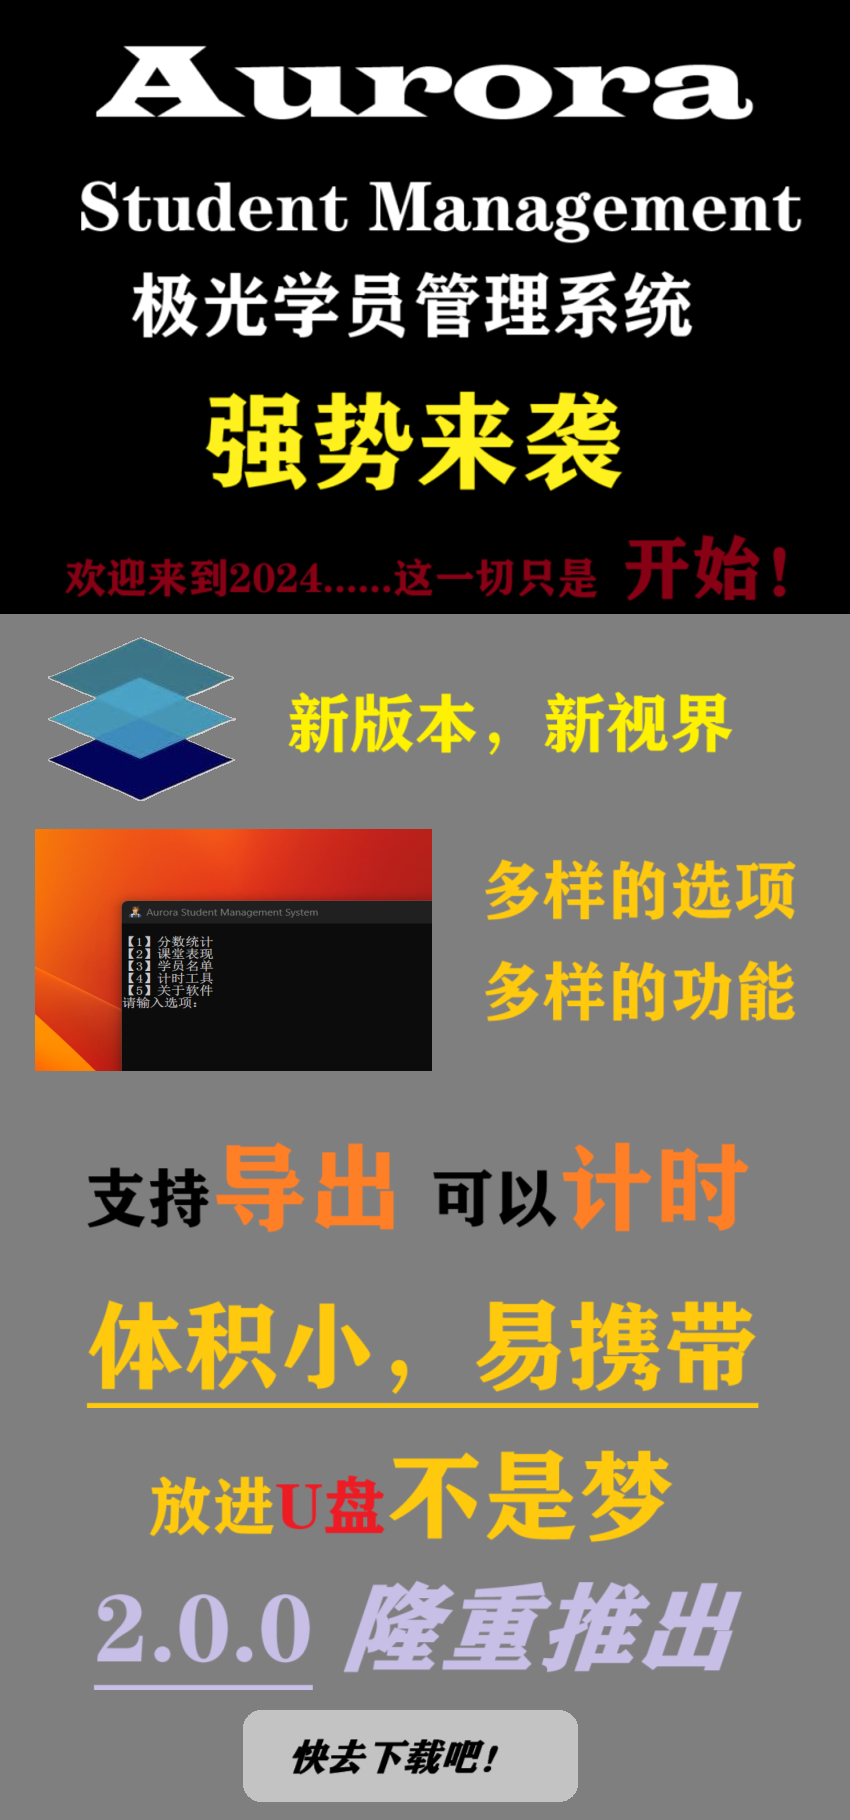 Aurora
Student Management
极光学员管理系统
强势来袭
欢迎来到2024......这一切只是 开始！
新版本，新视界
Aurora Student Management System
【1】分数统计
【2】课堂表现
【3】学员名单
【4】计时工具
【5】关于软件
请输入选项：
多样的选项
多样的功能
支持导出 可以计时
体积小，易携带
放进U盘不是梦
2.0.0 隆重推出
快去下载吧！